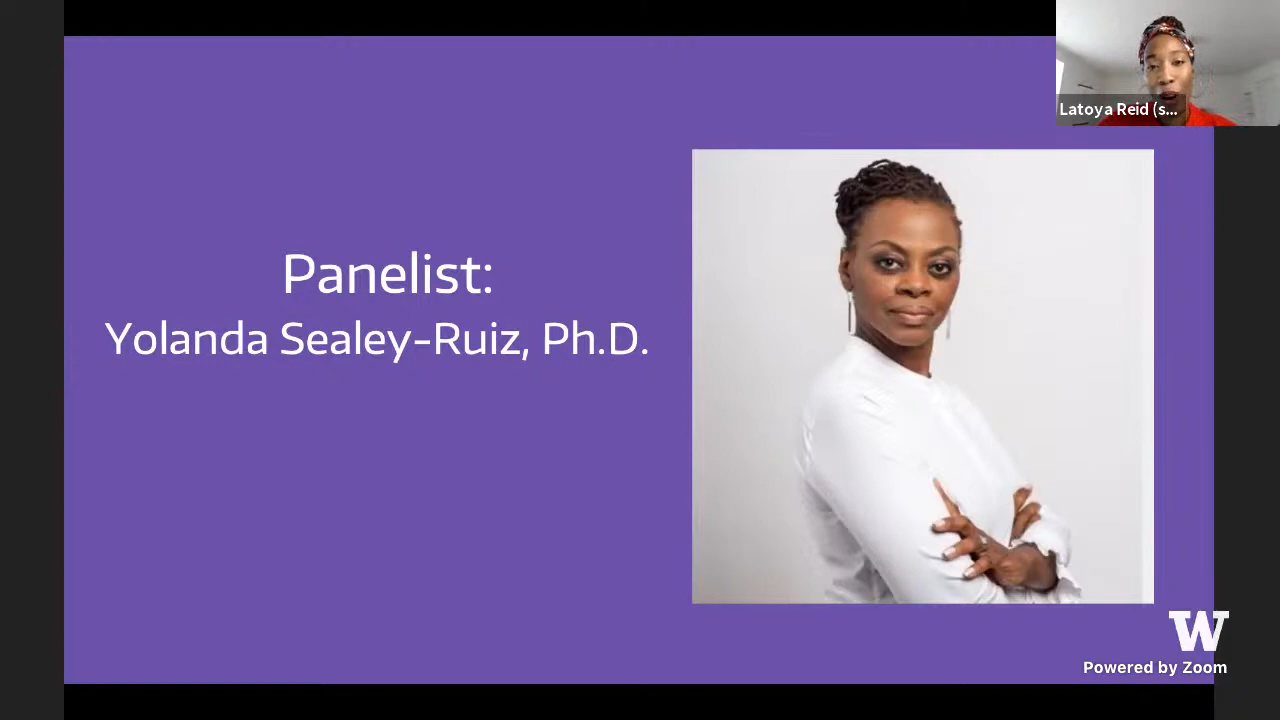 Latoya Reid (s...
Panelist:
Yolanda Sealey-Ruiz, Ph.D.
W
Powered by Zoom